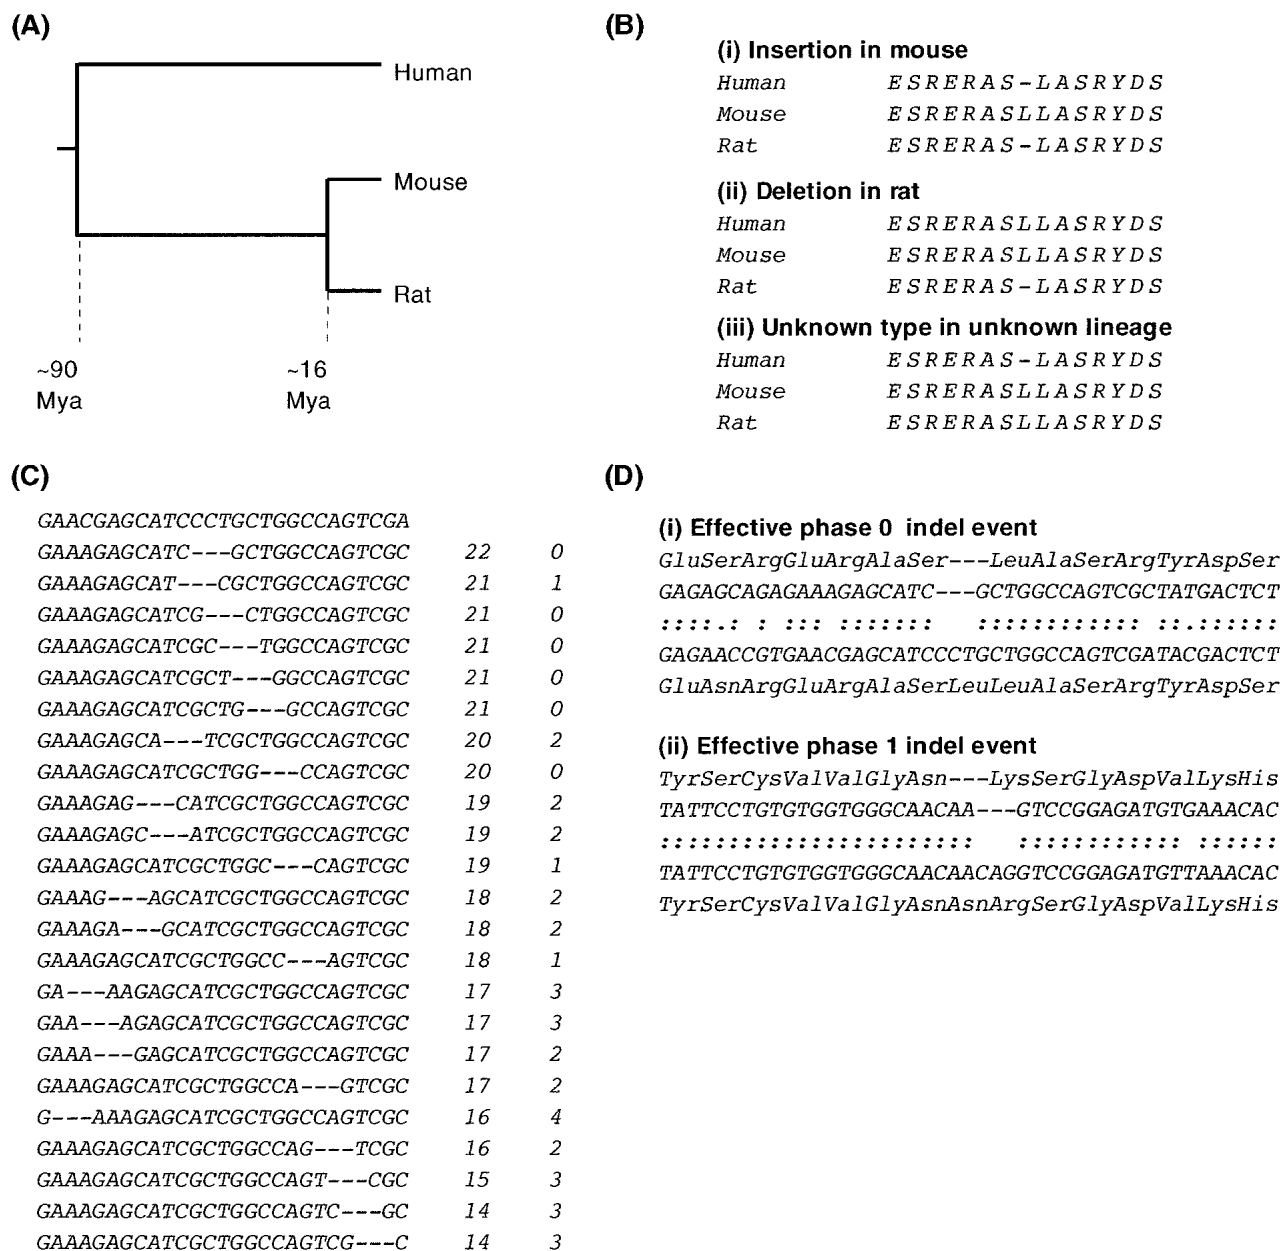 (A)
Human
Mouse
Rat
~90
Mya
~16
Mya
(B)
(i) Insertion in mouse
Human ESRERAS-LASRYDS
Mouse ESRERASLLASRYDS
Rat ESRERAS-LASRYDS
(ii) Deletion in rat
Human ESRERASLLASRYDS
Mouse ESRERASLLASRYDS
Rat ESRERAS-LASRYDS
(iii) Unknown type in unknown lineage
Human ESRERAS-LASRYDS
Mouse ESRERASLLASRYDS
Rat ESRERASLLASRYDS
(C)
GAACGAGCATCCCTGCTGGCCAGTCGA
GAAAGAGCATC---GCTGGCCAGTCGC 22 0
GAAAGAGCAT---CGCTGGCCAGTCGC 21 1
GAAAGAGCATCG---CTGGCCAGTCGC 21 0
GAAAGAGCATCGC---TGGCCAGTCGC 21 0
GAAAGAGCATCGCT---GGCCAGTCGC 21 0
GAAAGAGCATCGCTG---GCCAGTCGC 21 0
GAAAGAGCA---TCGCTGGCCAGTCGC 20 2
GAAAGAGCATCGCTGG---CCAGTCGC 20 0
GAAAGAG---CATCGCTGGCCAGTCGC 19 2
GAAAGAGC---ATCGCTGGCCAGTCGC 19 2
GAAAGAGCATCGCTGGC---CAGTCGC 19 1
GAAAG---AGCATCGCTGGCCAGTCGC 18 2
GAAAGA---GCATCGCTGGCCAGTCGC 18 2
GAAAGAGCATCGCTGGCC---AGTCGC 18 1
GA---AAGAGCATCGCTGGCCAGTCGC 17 3
GAA---AGAGCATCGCTGGCCAGTCGC 17 3
GAAA---GAGCATCGCTGGCCAGTCGC 17 2
GAAAGAGCATCGCTGGCCA---GTCGC 17 2
G---AAAGAGCATCGCTGGCCAGTCGC 16 4
GAAAGAGCATCGCTGGCCAG---TCGC 16 2
GAAAGAGCATCGCTGGCCAGT---CGC 15 3
GAAAGAGCATCGCTGGCCAGTC---GC 14 3
GAAAGAGCATCGCTGGCCAGTCG---C 14 3
(D)
(i) Effective phase 0 indel event
GluSerArgGluArgAlaSer---LeuAlaSerArgTyrAspSer
GAGAGCAGAGAAAGAGCATC---GCTGGCCAGTCGCTATGACTCT
::::.: : ::: ::::::: :::::::::::: ::.::::::
GAGAACCGTGAACGAGCATCCCTGCTGGCCAGTCGATACGACTCT
GluAsnArgGluArgAlaSerLeuLeuAlaSerArgTyrAspSer
(ii) Effective phase 1 indel event
TyrSerCysValValGlyAsn---LysSerGlyAspValLysHis
TATTCCTGTGTGGTGGGCAACAA---GTCCGGAGATGTGAAACAC
::::::::::::::::::::::: :::::::::::: ::::::
TATTCCTGTGTGGTGGGCAACAACAGGTCCGGAGATGTTAAACAC
TyrSerCysValValGlyAsnAsnArgSerGlyAspValLysHis